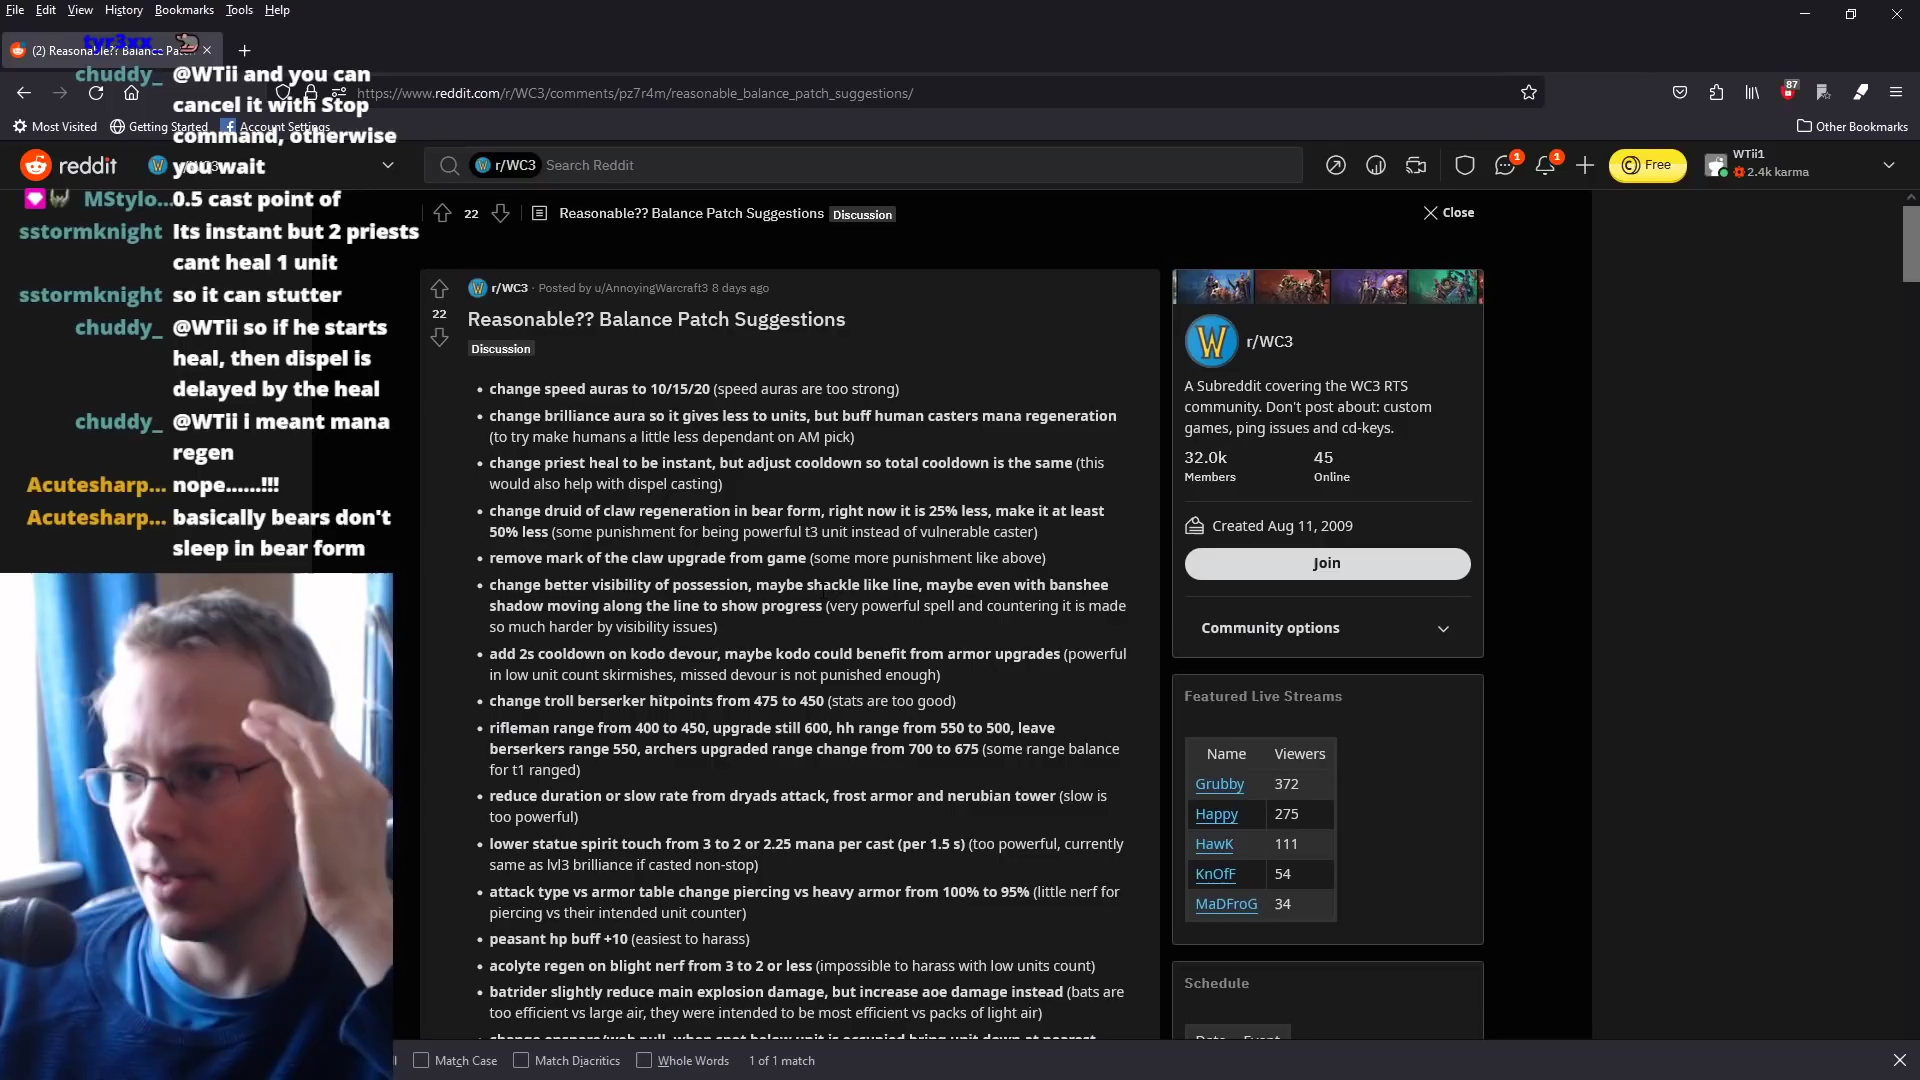 File Edit View History Bookmarks Tools Help
tyr3xx_
(2) Reasonable?? Balance Pat
https://www.reddit.com/r/WC3/comments/pz7r4m/reasonable_balance_patch_suggestions/
87
Most Visited Getting Started Account Settings Other Bookmarks
chuddy_ @WTii and you can
cancel it with Stop
command, otherwise
you wait
MStylo... 0.5 cast point of
sstormknight Its instant but 2 priests
cant heal 1 unit
sstormknight so it can stutter
chuddy_ @WTii so if he starts
heal, then dispel is
delayed by the heal
chuddy_ @WTii i meant mana
regen
Acutesharp... nope......!!!
Acutesharp... basically bears don't
sleep in bear form
reddit
r/WC3 Search Reddit
1
1
Free
WTii1
2.4k karma
22 Reasonable?? Balance Patch Suggestions Discussion Close
r/WC3 · Posted by u/AnnoyingWarcraft3 8 days ago
22
Reasonable?? Balance Patch Suggestions
Discussion
• change speed auras to 10/15/20 (speed auras are too strong)
• change brilliance aura so it gives less to units, but buff human casters mana regeneration
(to try make humans a little less dependant on AM pick)
• change priest heal to be instant, but adjust cooldown so total cooldown is the same (this
would also help with dispel casting)
• change druid of claw regeneration in bear form, right now it is 25% less, make it at least
50% less (some punishment for being powerful t3 unit instead of vulnerable caster)
• remove mark of the claw upgrade from game (some more punishment like above)
• change better visibility of possession, maybe shackle like line, maybe even with banshee
shadow moving along the line to show progress (very powerful spell and countering it is made
so much harder by visibility issues)
• add 2s cooldown on kodo devour, maybe kodo could benefit from armor upgrades (powerful
in low unit count skirmishes, missed devour is not punished enough)
• change troll berserker hitpoints from 475 to 450 (stats are too good)
• rifleman range from 400 to 450, upgrade still 600, hh range from 550 to 500, leave
berserkers range 550, archers upgraded range change from 700 to 675 (some range balance
for t1 ranged)
• reduce duration or slow rate from dryads attack, frost armor and nerubian tower (slow is
too powerful)
• lower statue spirit touch from 3 to 2 or 2.25 mana per cast (per 1.5 s) (too powerful, currently
same as lvl3 brilliance if casted non-stop)
• attack type vs armor table change piercing vs heavy armor from 100% to 95% (little nerf for
piercing vs their intended unit counter)
• peasant hp buff +10 (easiest to harass)
• acolyte regen on blight nerf from 3 to 2 or less (impossible to harass with low units count)
• batrider slightly reduce main explosion damage, but increase aoe damage instead (bats are
too efficient vs large air, they were intended to be most efficient vs packs of light air)
W
r/WC3
A Subreddit covering the WC3 RTS
community. Don't post about: custom
games, ping issues and cd-keys.
32.0k 45
Members Online
Created Aug 11, 2009
Join
Community options
Featured Live Streams
Name Viewers
Grubby 372
Happy 275
HawK 111
KnOfF 54
MaDFroG 34
Schedule
Match Case Match Diacritics Whole Words 1 of 1 match